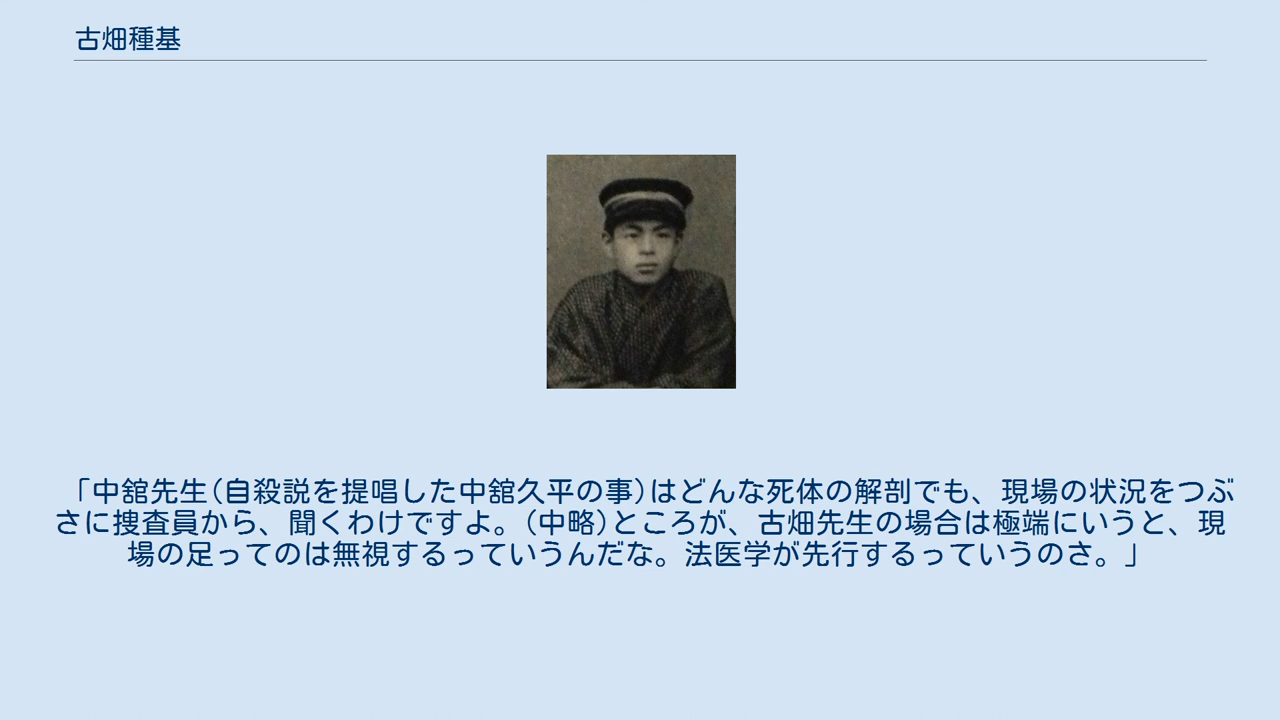 古畑種基
「中舘先生(自殺説を提唱した中舘久平の事)はどんな死体の解剖でも、現場の状況をつぶ
さに捜査員から、聞くわけですよ。(中略)ところが、古畑先生の場合は極端にいうと、現
場の足ってのは無視するっていうんだな。法医学が先行するっていうのさ。」